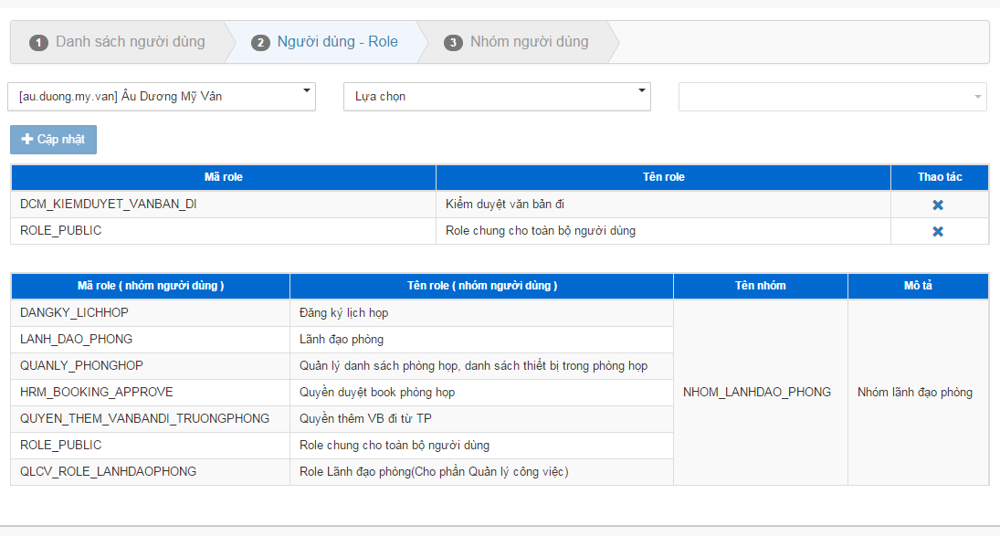 1 Danh sách người dùng 2 Người dùng - Role 3 Nhóm người dùng
[au.duong.my.van] Âu Dương Mỹ Vân Lựa chọn
Cập nhật
Mã role Tên role Thao tác
DCM_KIEMDUYET_VANBAN_DI Kiểm duyệt văn bản đi
ROLE_PUBLIC Role chung cho toàn bộ người dùng
Mã role ( nhóm người dùng ) Tên role ( nhóm người dùng ) Tên nhóm Mô tả
DANGKY_LICHHOP Đăng ký lịch họp
LANH_DAO_PHONG Lãnh đạo phòng
QUANLY_PHONGHOP Quản lý danh sách phòng họp, danh sách thiết bị trong phòng họp
HRM_BOOKING_APPROVE Quyền duyệt book phòng họp NHOM_LANHDAO_PHONG Nhóm lãnh đạo phòng
QUYEN_THEM_VANBANDI_TRUONGPHONG Quyền thêm VB đi từ TP
ROLE_PUBLIC Role chung cho toàn bộ người dùng
QLCV_ROLE_LANHDAOPHONG Role Lãnh đạo phòng(Cho phần Quản lý công việc)